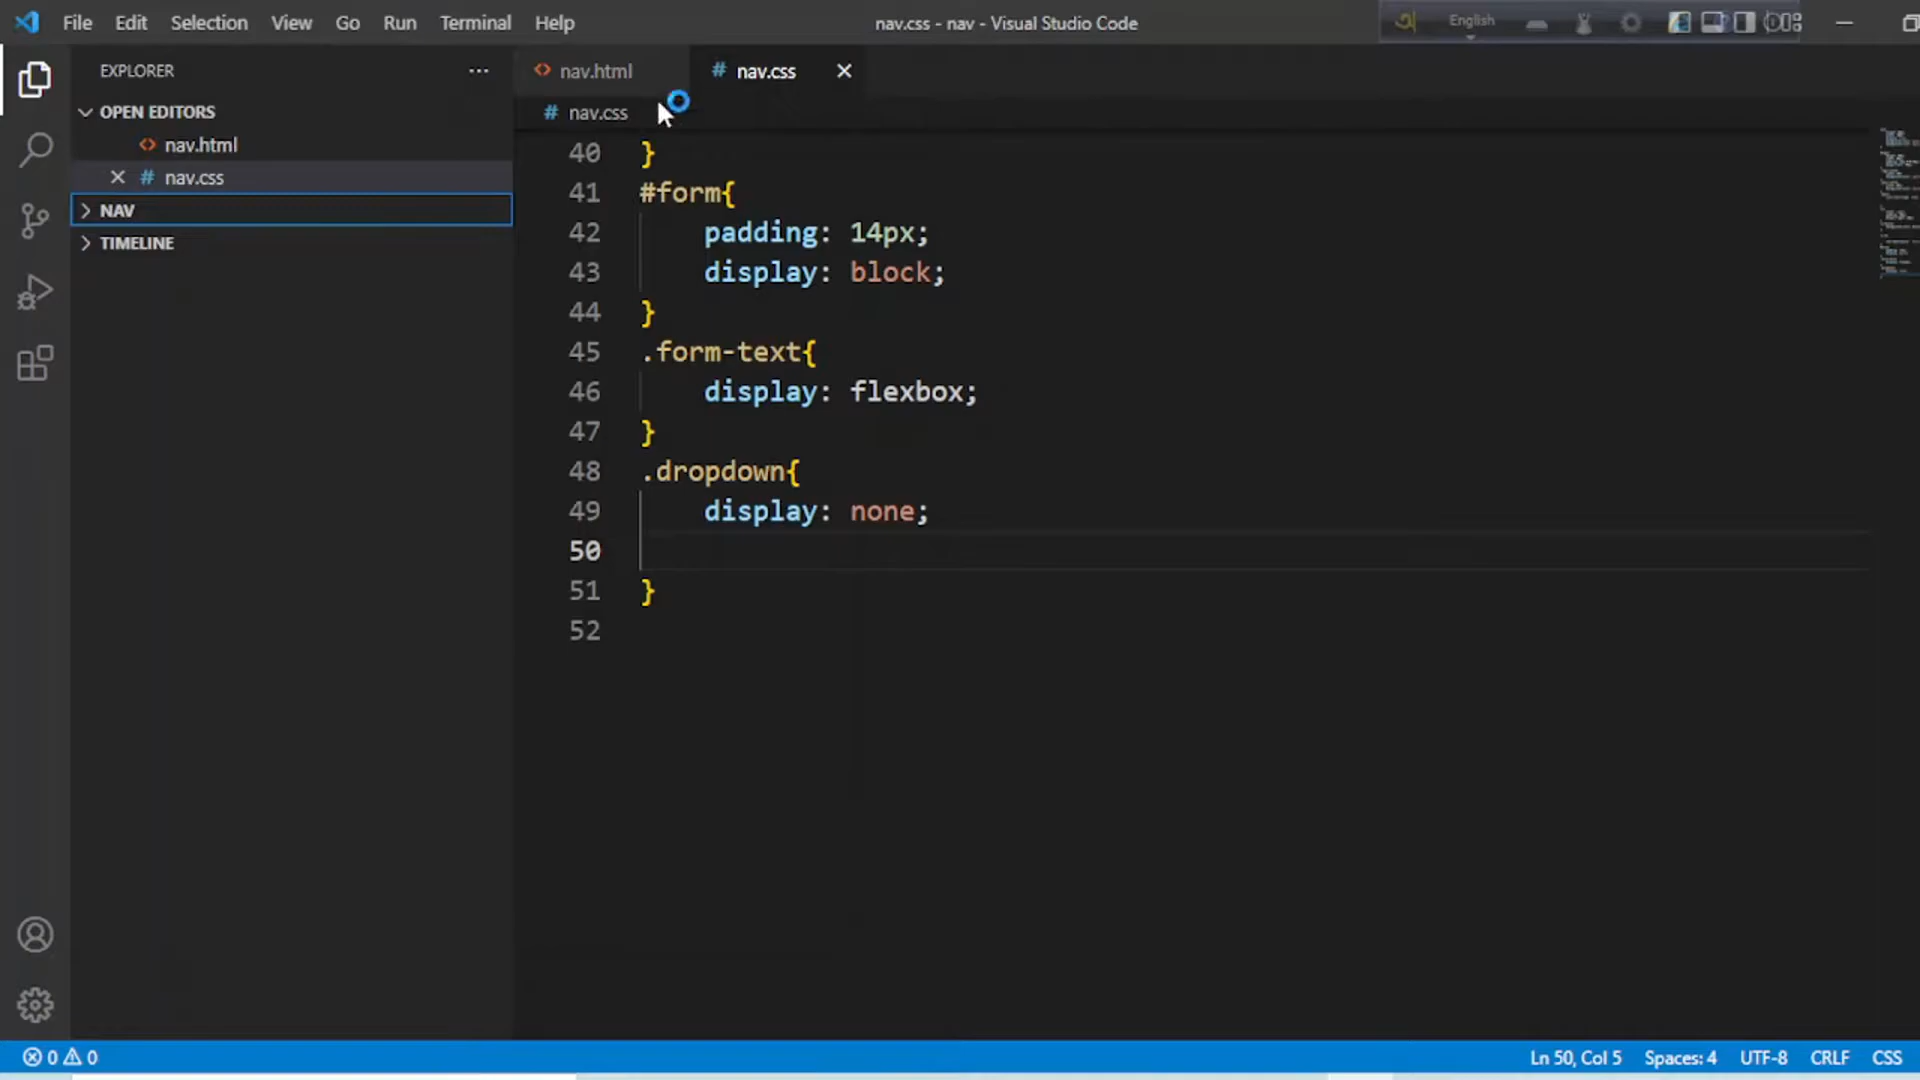 File Edit Selection View Go Run Terminal Help
nav.css - nav - Visual Studio Code
English
EXPLORER
OPEN EDITORS
nav.html
nav.css
NAV
TIMELINE
nav.html
# nav.css
# nav.css
40 }
41 #form{
42 padding: 14px;
43 display: block;
44 }
45 .form-text{
46 display: flexbox;
47 }
48 .dropdown{
49 display: none;
50
51 }
52
0 0
Ln 50, Col 5 Spaces: 4 UTF-8 CRLF CSS